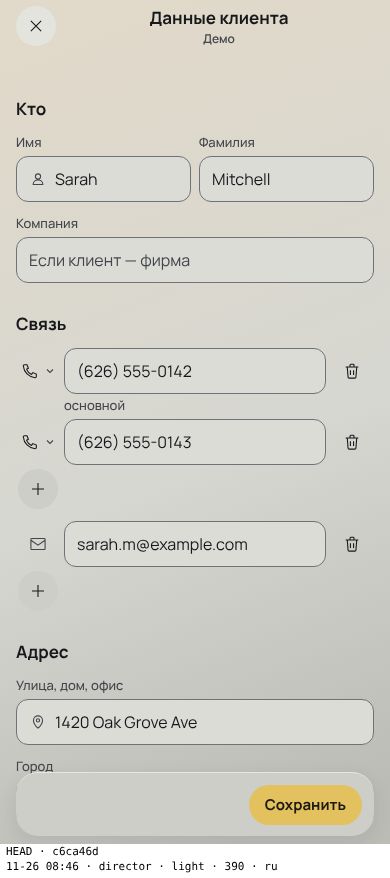 Данные клиента
Демо
Кто
Имя
Фамилия
Sarah
Mitchell
Компания
Если клиент — фирма
Связь
(626) 555-0142
основной
(626) 555-0143
sarah.m@example.com
Адрес
Улица, дом, офис
1420 Oak Grove Ave
Город
Сохранить
HEAD · c6ca46d
11-26 08:46 · director · light · 390 · ru